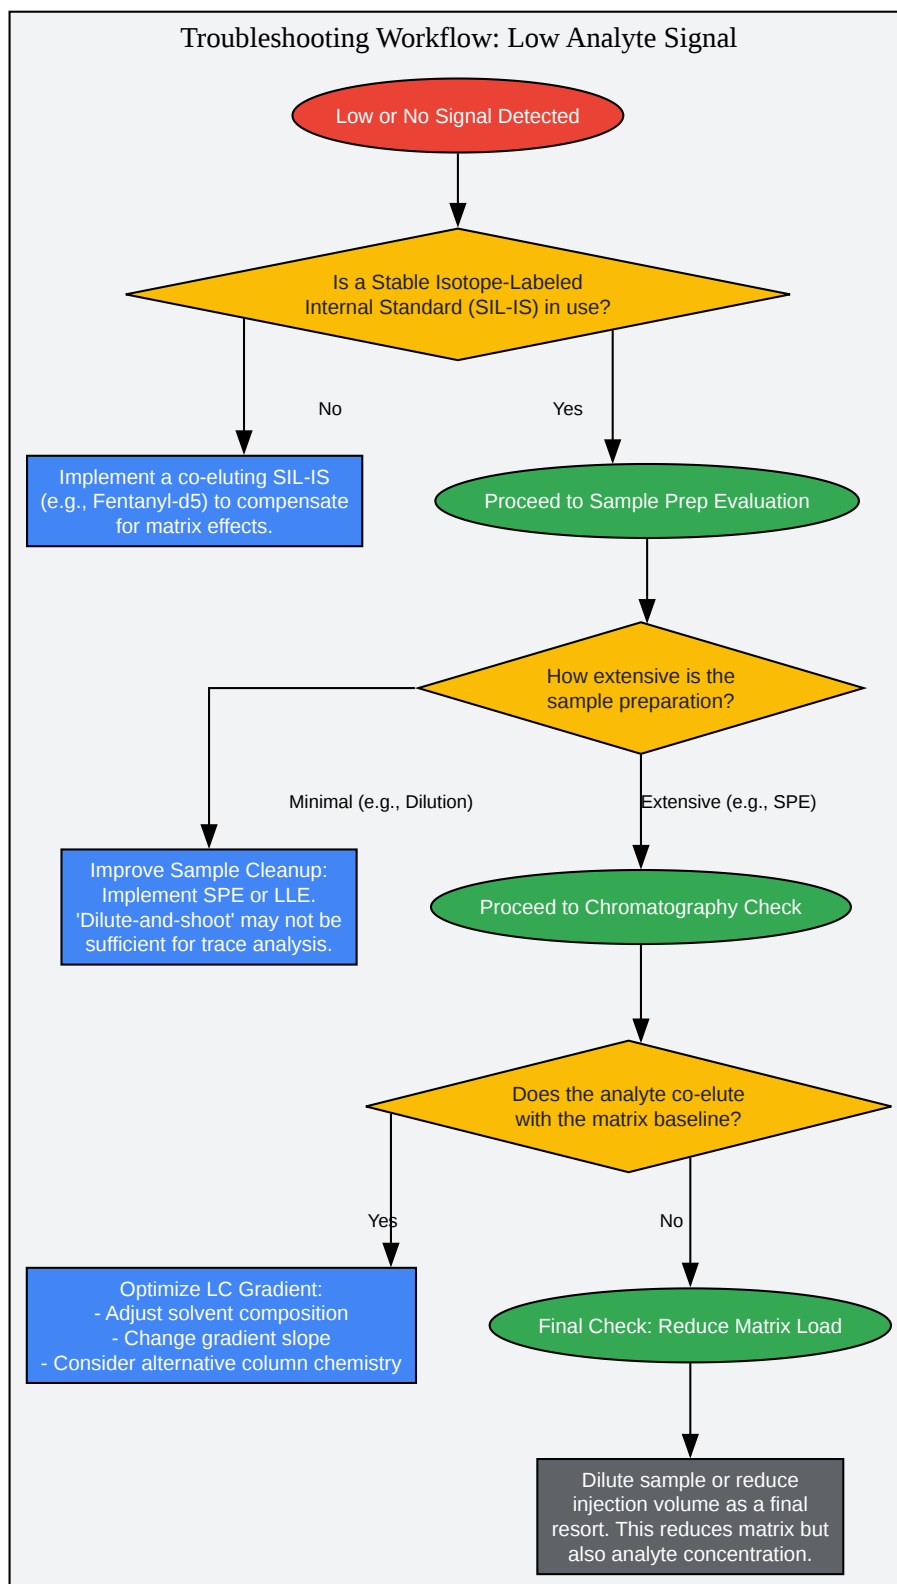 Troubleshooting Workflow: Low Analyte Signal
Low or No Signal Detected
Is a Stable Isotope-Labeled
Internal Standard (SIL-IS) in use?
No
Yes
Implement a co-eluting SIL-IS
(e.g., Fentanyl-d5) to compensate
for matrix effects.
Proceed to Sample Prep Evaluation
How extensive is the
sample preparation?
Minimal (e.g., Dilution)
Extensive (e.g., SPE)
Improve Sample Cleanup:
Implement SPE or LLE.
'Dilute-and-shoot' may not be
sufficient for trace analysis.
Proceed to Chromatography Check
Does the analyte co-elute
with the matrix baseline?
Yes
No
Optimize LC Gradient:
- Adjust solvent composition
- Change gradient slope
- Consider alternative column chemistry
Final Check: Reduce Matrix Load
Dilute sample or reduce
injection volume as a final
resort. This reduces matrix but
also analyte concentration.